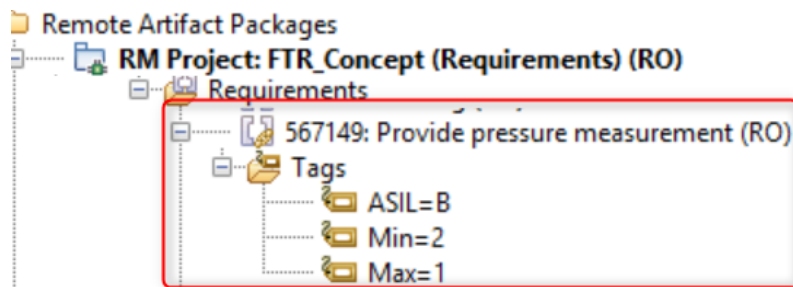 Remote Artifact Packages
RM Project: FTR_Concept (Requirements) (RO)
Requirements
567149: Provide pressure measurement (RO)
Tags
ASIL=B
Min=2
Max=1